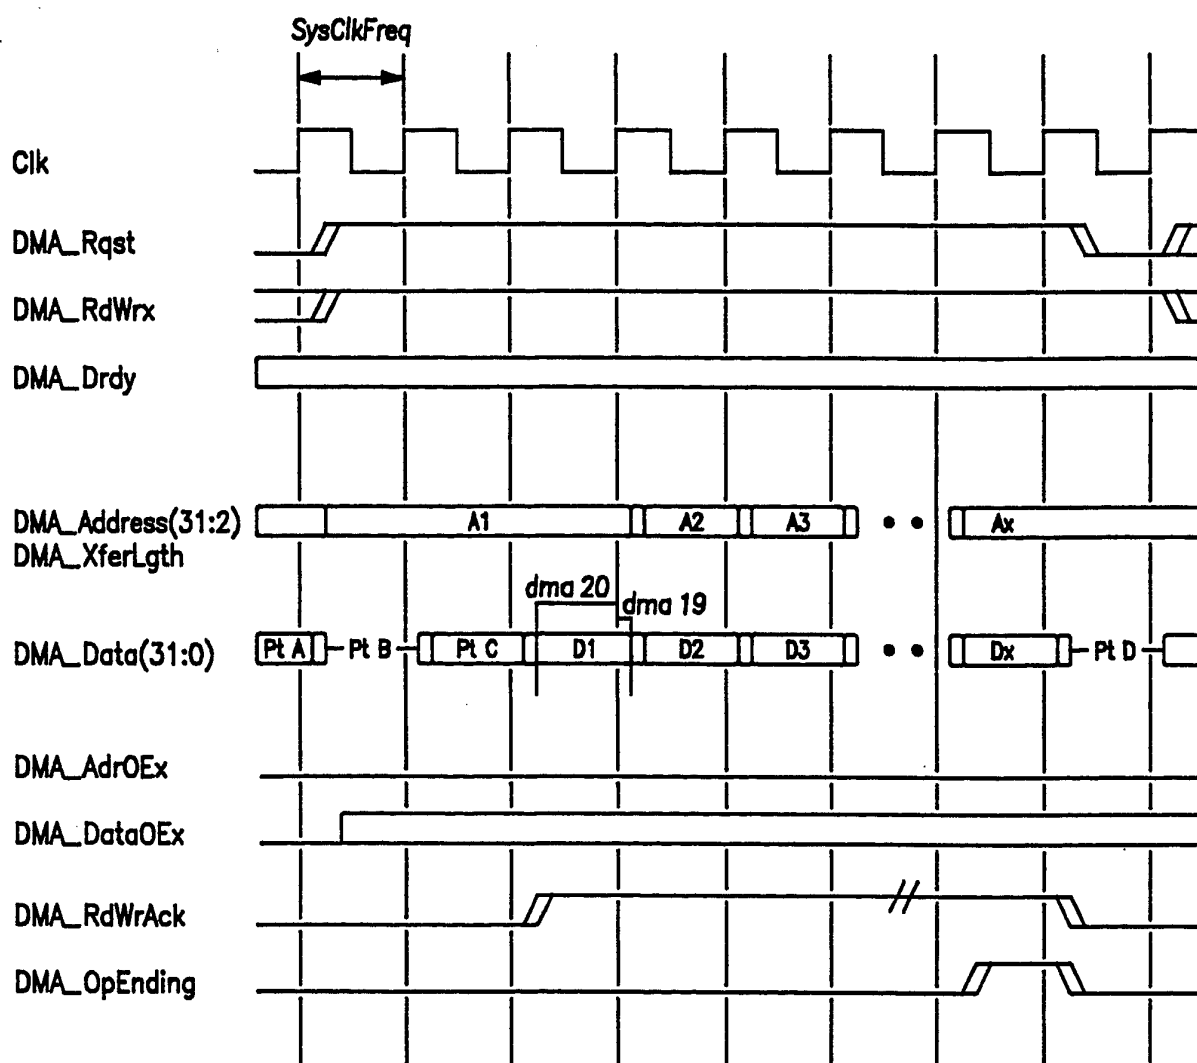 SysClkFreq
Clk
DMA_Rqst
DMA_RdWrx
DMA_Drdy
DMA_Address(31:2) A1 A2 A3 Ax
DMA_XferLgth
dma 20 dma 19
DMA_Data(31:0) Pt A Pt B Pt C D1 D2 D3 Dx Pt D
DMA_AdrOEx
DMA_DataOEx
DMA_RdWrAck
DMA_OpEnding